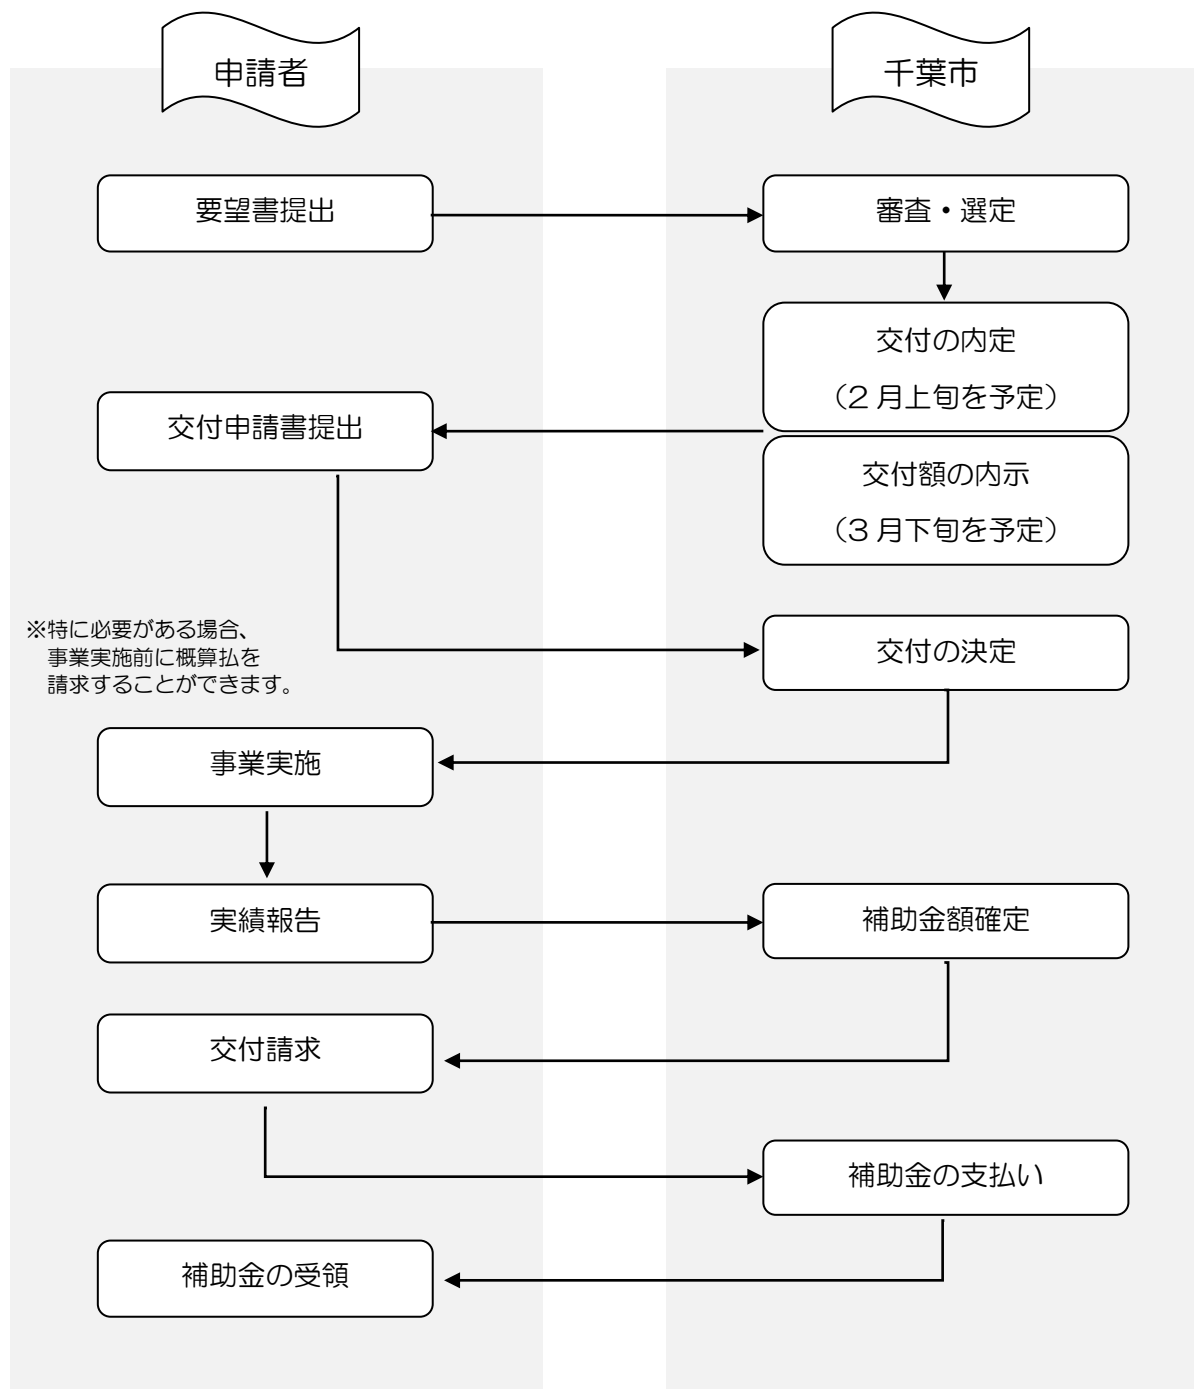 申請者
千葉市
要望書提出
審査・選定
交付の内定
(2月上旬を予定)
交付申請書提出
交付額の内示
(3月下旬を予定)
※特に必要がある場合、
事業実施前に概算払を
請求することができます。
交付の決定
事業実施
実績報告
補助金額確定
交付請求
補助金の支払い
補助金の受領